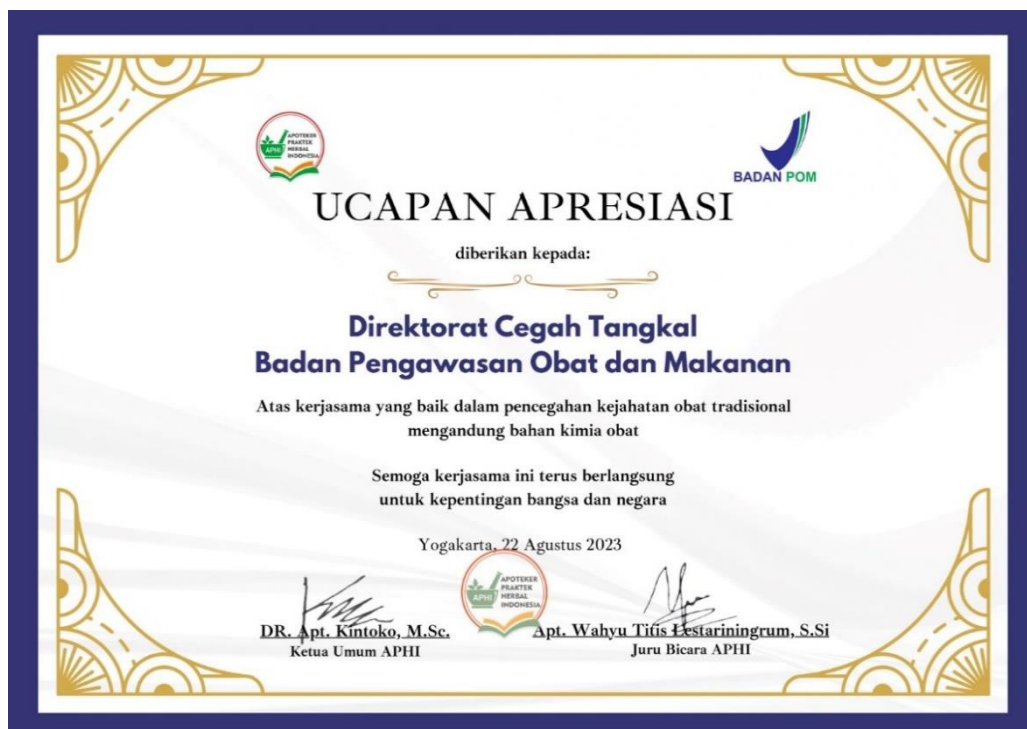 APHI
APOTEKER
PRAKTEK
HERBAL
INDONESIA
BADAN POM
UCAPAN APRESIASI
diberikan kepada:
Direktorat Cegah Tangkal
Badan Pengawasan Obat dan Makanan
Atas kerjasama yang baik dalam pencegahan kejahatan obat tradisional
mengandung bahan kimia obat
Semoga kerjasama ini terus berlangsung
untuk kepentingan bangsa dan negara
Yogakarta, 22 Agustus 2023
APHI
APOTEKER
PRAKTEK
HERBAL
INDONESIA
DR. Apt. Kintoko, M.Sc.
Ketua Umum APHI
Apt. Wahyu Titis Lestariningrum, S.Si
Juru Bicara APHI